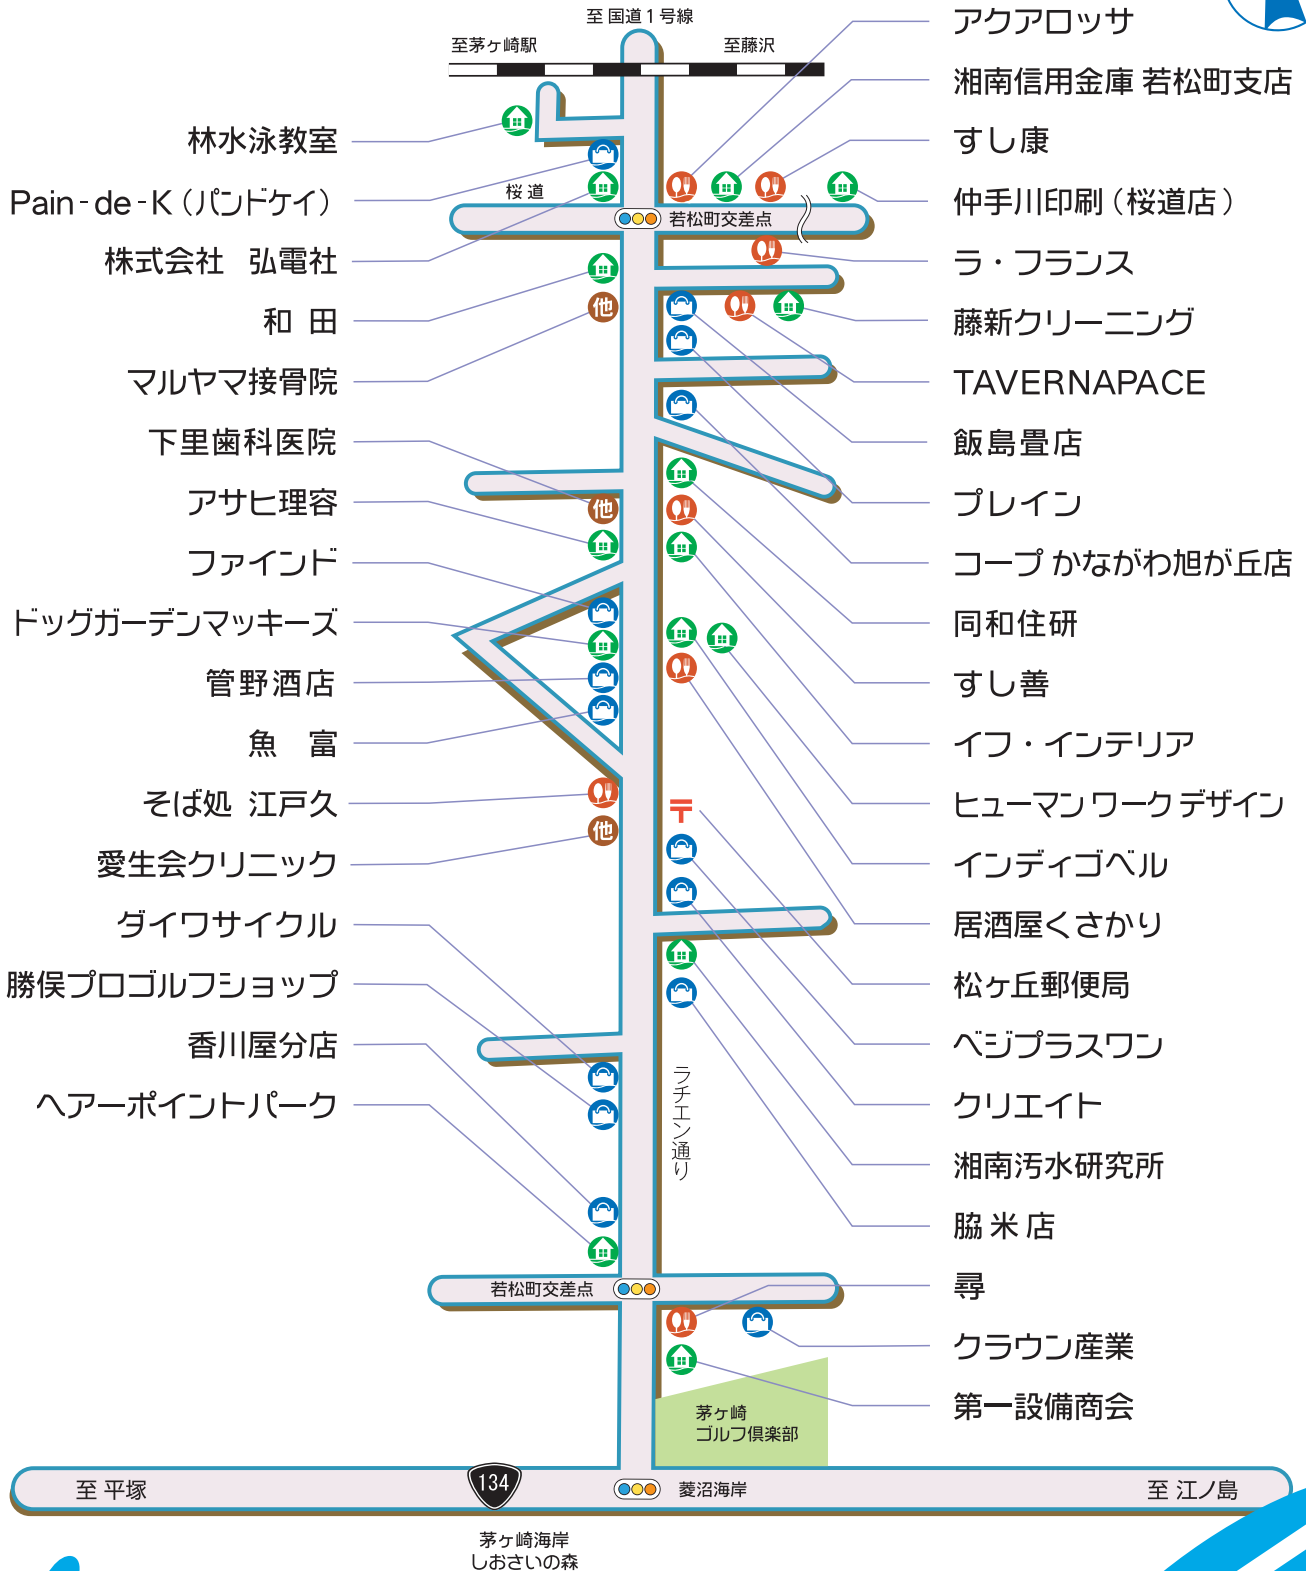 至 国道1号線
至茅ヶ崎駅
至藤沢
桜 道
若松町交差点
林水泳教室
Pain-de-K（パンドケイ）
株式会社 弘電社
和 田
マルヤマ接骨院
下里歯科医院
アサヒ理容
ファインド
ドッグガーデンマッキーズ
管野酒店
魚 富
そば処 江戸久
愛生会クリニック
ダイワサイクル
勝俣プロゴルフショップ
香川屋分店
ヘアーポイントパーク
アクアロッサ
湘南信用金庫 若松町支店
すし康
仲手川印刷（桜道店）
ラ・フランス
藤新クリーニング
TAVERNAPACE
飯島畳店
プレイン
コープ かながわ旭が丘店
同和住研
すし善
イフ・インテリア
ヒューマン ワーク デザイン
インディゴベル
居酒屋くさかり
松ヶ丘郵便局
ベジプラスワン
クリエイト
湘南汚水研究所
脇 米 店
尋
クラウン産業
第一設備商会
他
他
他
〒
ラチエン通り
若松町交差点
茅ヶ崎
ゴルフ倶楽部
至 平塚
134
菱沼海岸
至 江ノ島
茅ヶ崎海岸
しおさいの森